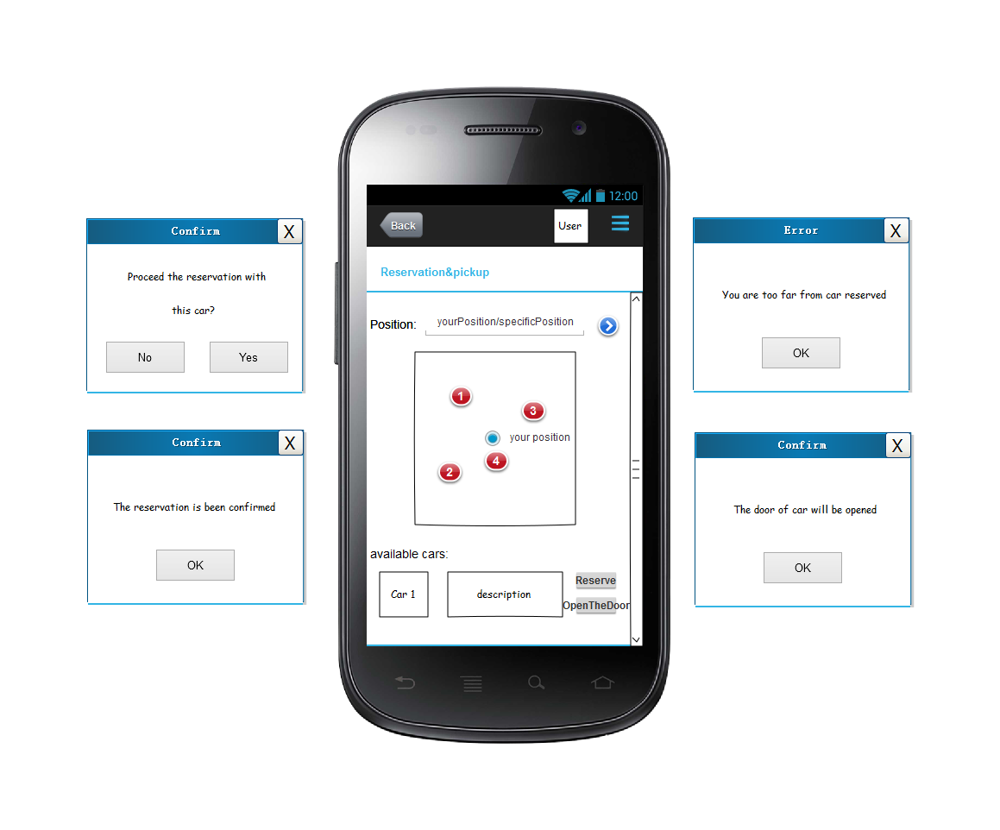 12:00
Back
User
Reservation&pickup
Position:
yourPosition/specificPosition
1
3
your position
4
2
available cars:
Car 1
description
Reserve
OpenTheDoor
Confirm
X
Proceed the reservation with
this car?
No
Yes
Confirm
X
The reservation is been confirmed
OK
Error
X
You are too far from car reserved
OK
Confirm
X
The door of car will be opened
OK